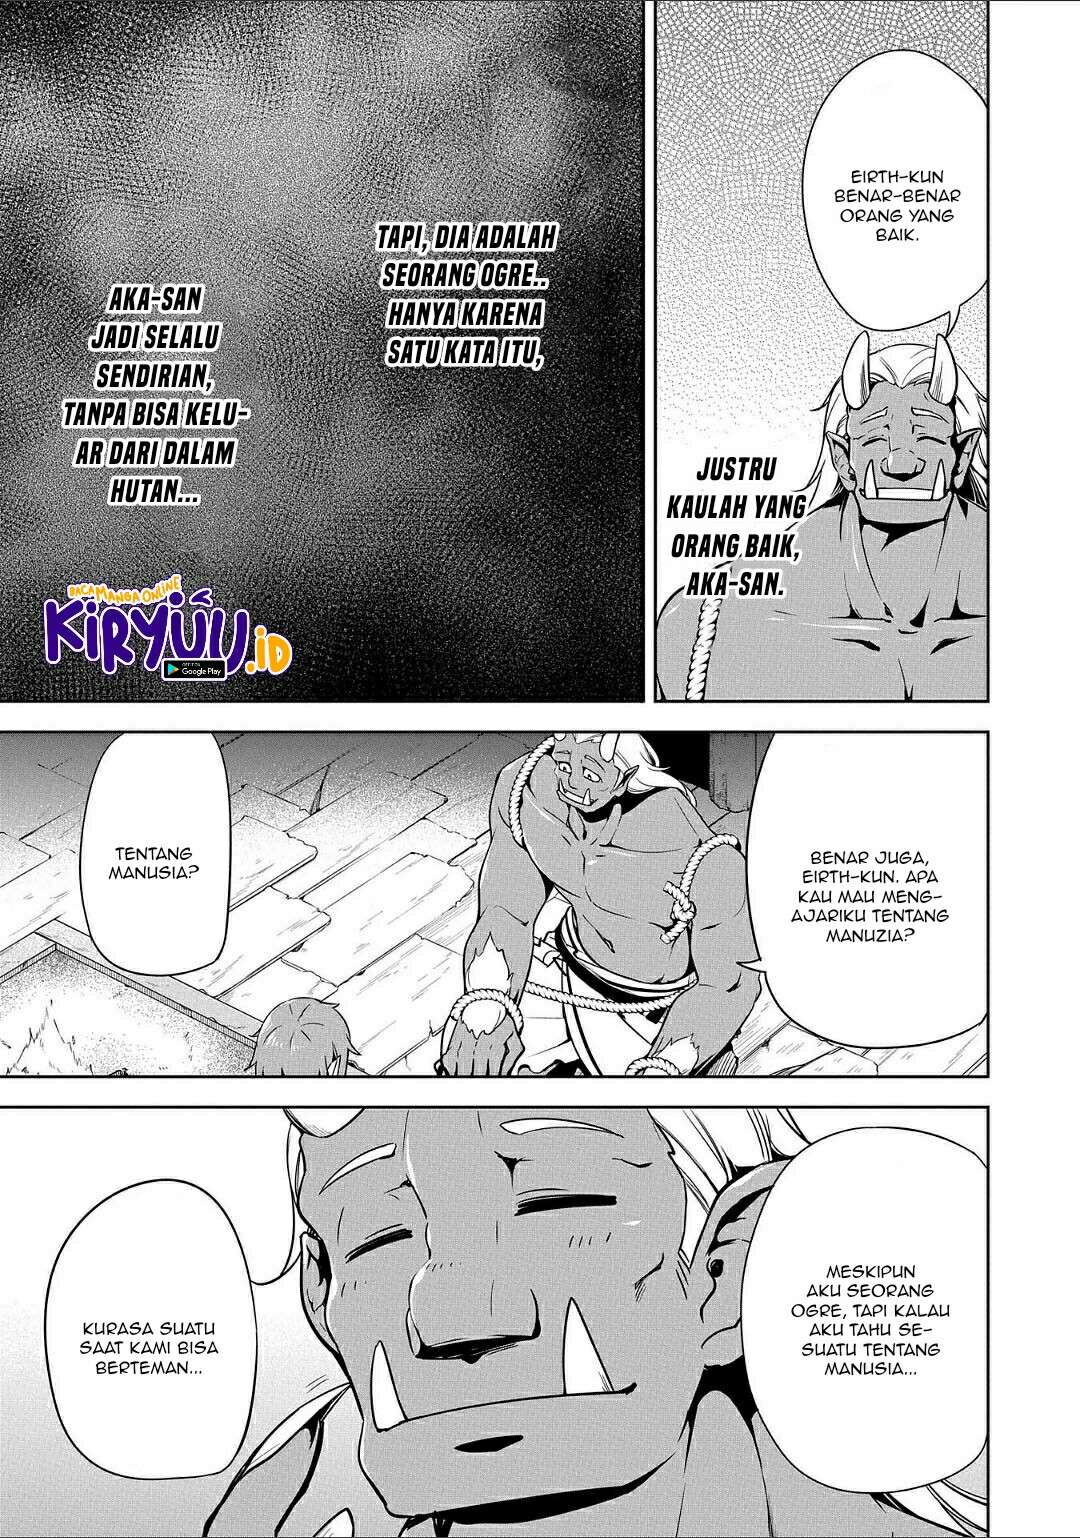 EIRTH-KUN
BENAR-BENAR
ORANG YANG
BAIK.
JUSTRU
KAULAH YANG
ORANG BAIK,
AKA-SAN.
TAPI, DIA ADALAH
SEORANG OGRE..
HANYA KARENA
SATU KATA ITU,
AKA-SAN
JADI SELALU
SENDIRIAN,
TANPA BISA KELU-
AR DARI DALAM
HUTAN...
BACA MANGA ONLINE
KIRYUU.ID
GET IT ON
Google Play
BENAR JUGA,
EIRTH-KUN. APA
KAU MAU MENG-
AJARIKU TENTANG
MANUZIA?
TENTANG
MANUSIA?
MESKIPUN
AKU SEORANG
OGRE, TAPI KALAU
AKU TAHU SE-
SUATU TENTANG
MANUSIA...
KURASA SUATU
SAAT KAMI BISA
BERTEMAN...